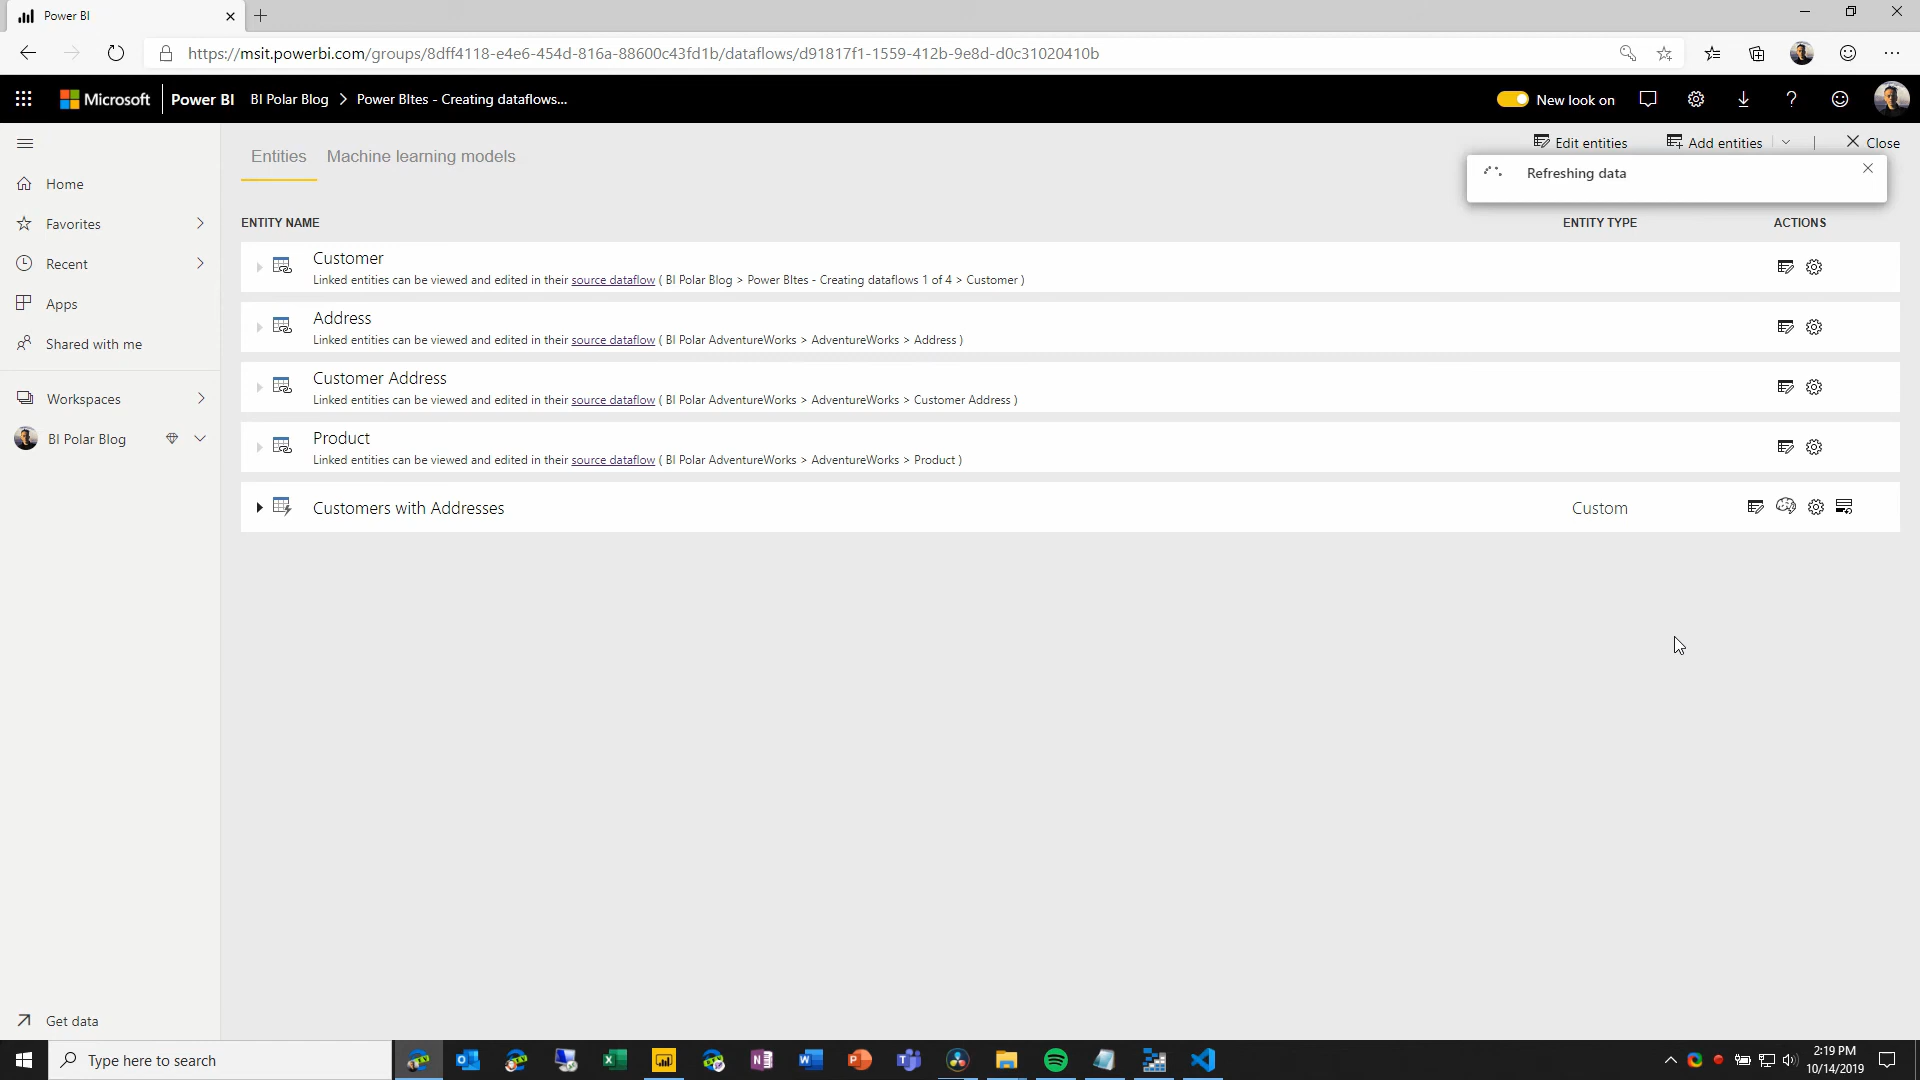 Power BI
https://msit.powerbi.com/groups/8dff4118-e4e6-454d-816a-88600c43fd1b/dataflows/d91817f1-1559-412b-9e8d-d0c31020410b
Microsoft Power BI BI Polar Blog > Power BItes - Creating dataflows... New look on
Edit entities Add entities Close
Entities Machine learning models
Refreshing data
Home
Favorites
Recent
Apps
Shared with me
Workspaces
BI Polar Blog
Get data
ENTITY NAME ENTITY TYPE ACTIONS
Customer
Linked entities can be viewed and edited in their source dataflow ( BI Polar Blog > Power BItes - Creating dataflows 1 of 4 > Customer )
Address
Linked entities can be viewed and edited in their source dataflow ( BI Polar AdventureWorks > AdventureWorks > Address )
Customer Address
Linked entities can be viewed and edited in their source dataflow ( BI Polar AdventureWorks > AdventureWorks > Customer Address )
Product
Linked entities can be viewed and edited in their source dataflow ( BI Polar AdventureWorks > AdventureWorks > Product )
Customers with Addresses Custom
Type here to search
2:19 PM
10/14/2019